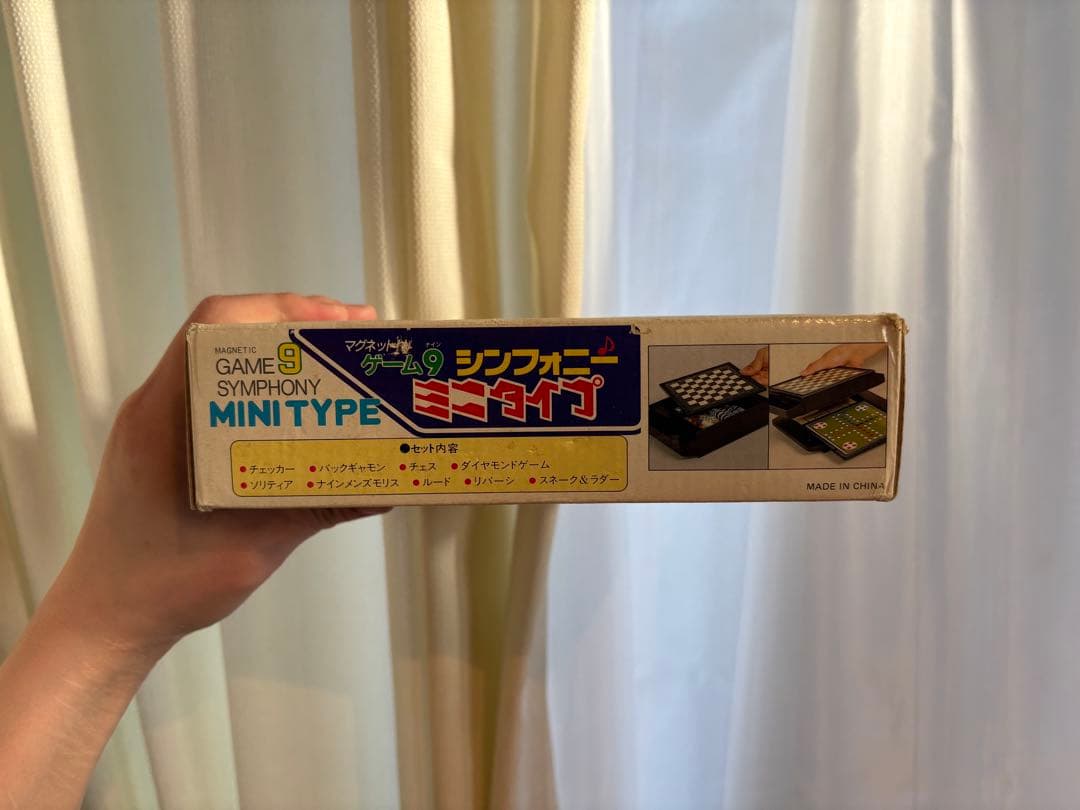 MAGNETIC
GAME 9
SYMPHONY
MINI TYPE
マグネット
ナイン
ゲーム9 シンフォニー
ミニタイプ
●セット内容
●チェッカー ●バックギャモン ●チェス ●ダイヤモンドゲーム
●ソリティア ●ナインメンズモリス ●ルード ●リバーシ ●スネーク&ラダー
MADE IN CHINA